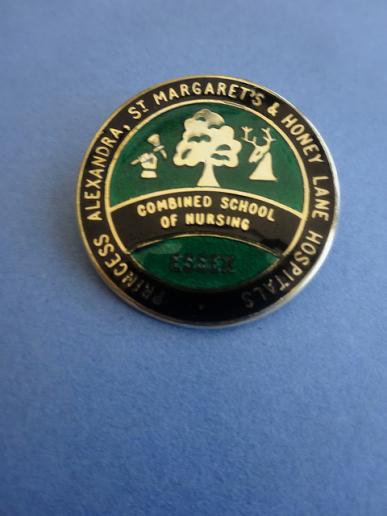 PRINCESS ALEXANDRA, ST MARGARET'S & HONEY LANE HOSPITALS
COMBINED SCHOOL
OF NURSING
ESSEX